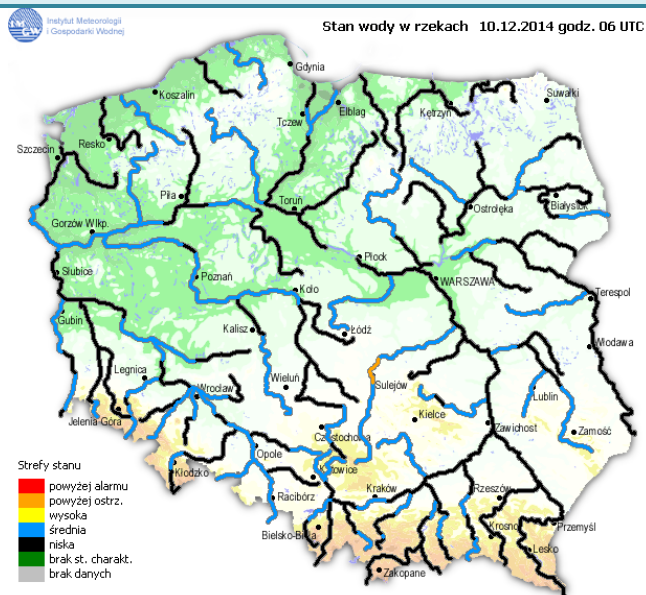 Instytut Meteorologii
i Gospodarki Wodnej
Stan wody w rzekach 10.12.2014 godz. 06 UTC
Gdynia
Koszalin
Suwałki
Elbląg
Kętrzyn
Tczew
Resko
Szczecin
Piła
Toruń
Ostrołęka
Białystok
Gorzów Wlkp.
Płock
Słubice
Poznań
WARSZAWA
Koło
Terespol
Gubin
Kalisz
Łódź
Włodawa
Legnica
Wieluń
Sulejów
Wrocław
Lublin
Jelenia Góra
Kielce
Zawichost
Zamość
Częstochowa
Opole
Strefy stanu
Kłodzko
Katowice
powyżej alarmu
Racibórz
Kraków
Rzeszów
powyżej ostrz.
wysoka
Krosno
Przemyśl
średnia
Bielsko-Biała
niska
Lesko
brak st. charakt.
Zakopane
brak danych